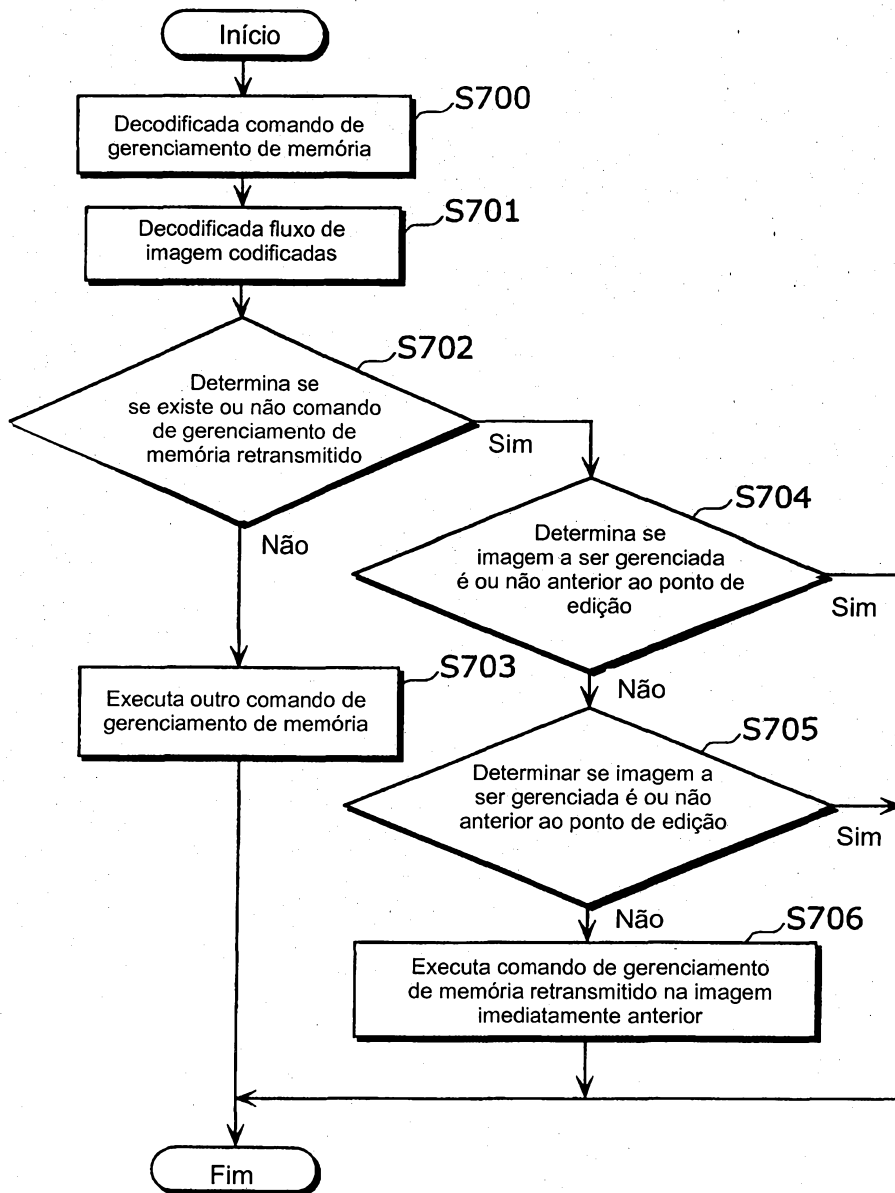 Início
S700
Decodificada comando de
gerenciamento de memória
S701
Decodificada fluxo de
imagem codificadas
S702
Determina se
se existe ou não comando
de gerenciamento de
memória retransmitido
Sim
Não
S704
Determina se
imagem a ser gerenciada
é ou não anterior ao ponto de
edição
Sim
Não
S703
Executa outro comando de
gerenciamento de memória
S705
Determinar se imagem a
ser gerenciada é ou não
anterior ao ponto de edição
Sim
Não
S706
Executa comando de gerenciamento
de memória retransmitido na imagem
imediatamente anterior
Fim